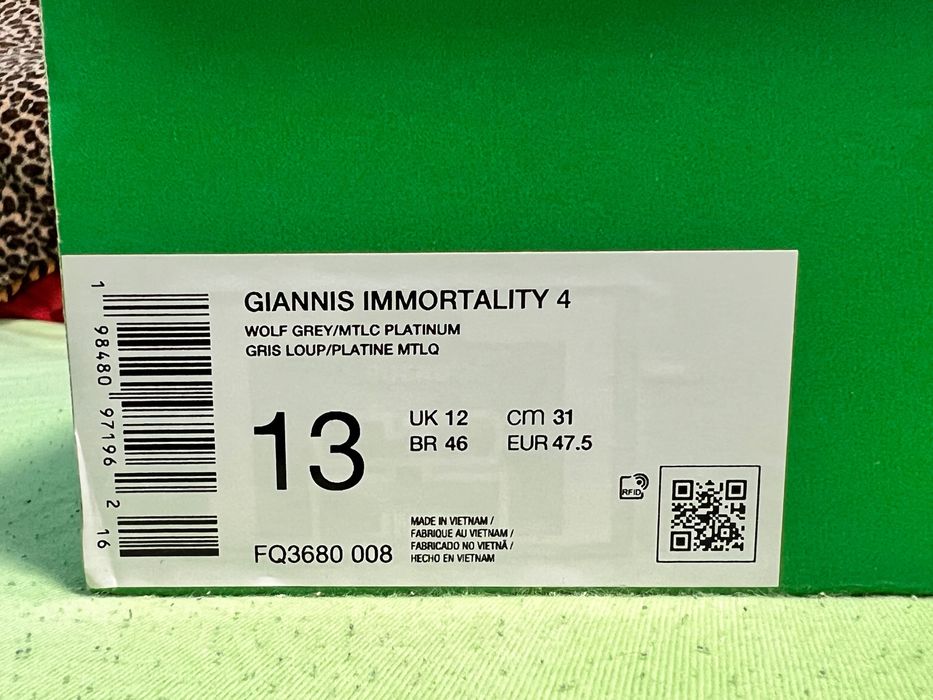 GIANNIS IMMORTALITY 4
WOLF GREY/MTLC PLATINUM
GRIS LOUP/PLATINE MTLQ
13
UK 12 CM 31
BR 46 EUR 47.5
RFID
MADE IN VIETNAM /
FABRIQUE AU VIETNAM /
FABRICADO NO VIETNÃ /
HECHO EN VIETNAM
FQ3680 008
1 98480 97196 2 16